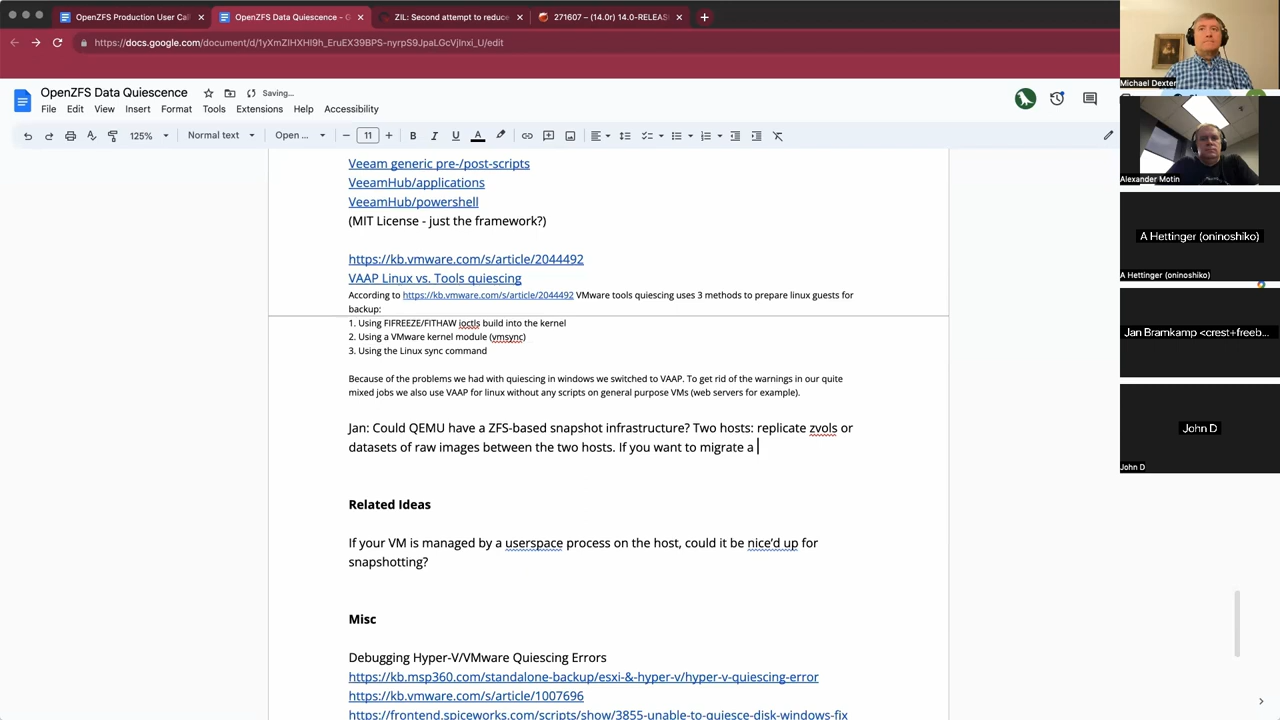 OpenZFS Production User Cal
OpenZFS Data Quiescence - G
ZIL: Second attempt to reduce
271607 – (14.0r) 14.0-RELEAS
https://docs.google.com/document/d/1yXmZIHXHI9h_EruEX39BPS-nyrpS9JpaLGcVjlnxi_U/edit
OpenZFS Data Quiescence
Saving...
File Edit View Insert Format Tools Extensions Help Accessibility
125%
Normal text
Open ...
11
Veeam generic pre-/post-scripts
VeeamHub/applications
VeeamHub/powershell
(MIT License - just the framework?)
https://kb.vmware.com/s/article/2044492
VAAP Linux vs. Tools quiescing
According to https://kb.vmware.com/s/article/2044492 VMware tools quiescing uses 3 methods to prepare linux guests for
backup:
1. Using FIFREEZE/FITHAW ioctls build into the kernel
2. Using a VMware kernel module (vmsync)
3. Using the Linux sync command
Because of the problems we had with quiescing in windows we switched to VAAP. To get rid of the warnings in our quite
mixed jobs we also use VAAP for linux without any scripts on general purpose VMs (web servers for example).
Jan: Could QEMU have a ZFS-based snapshot infrastructure? Two hosts: replicate zvols or
datasets of raw images between the two hosts. If you want to migrate a
Related Ideas
If your VM is managed by a userspace process on the host, could it be nice’d up for
snapshotting?
Misc
Debugging Hyper-V/VMware Quiescing Errors
https://kb.msp360.com/standalone-backup/esxi-&-hyper-v/hyper-v-quiescing-error
https://kb.vmware.com/s/article/1007696
https://frontend.spiceworks.com/scripts/show/3855-unable-to-quiesce-disk-windows-fix
Michael Dexter
Alexander Motin
A Hettinger (oninoshiko)
A Hettinger (oninoshiko)
Jan Bramkamp <crest+freeb...
John D
John D